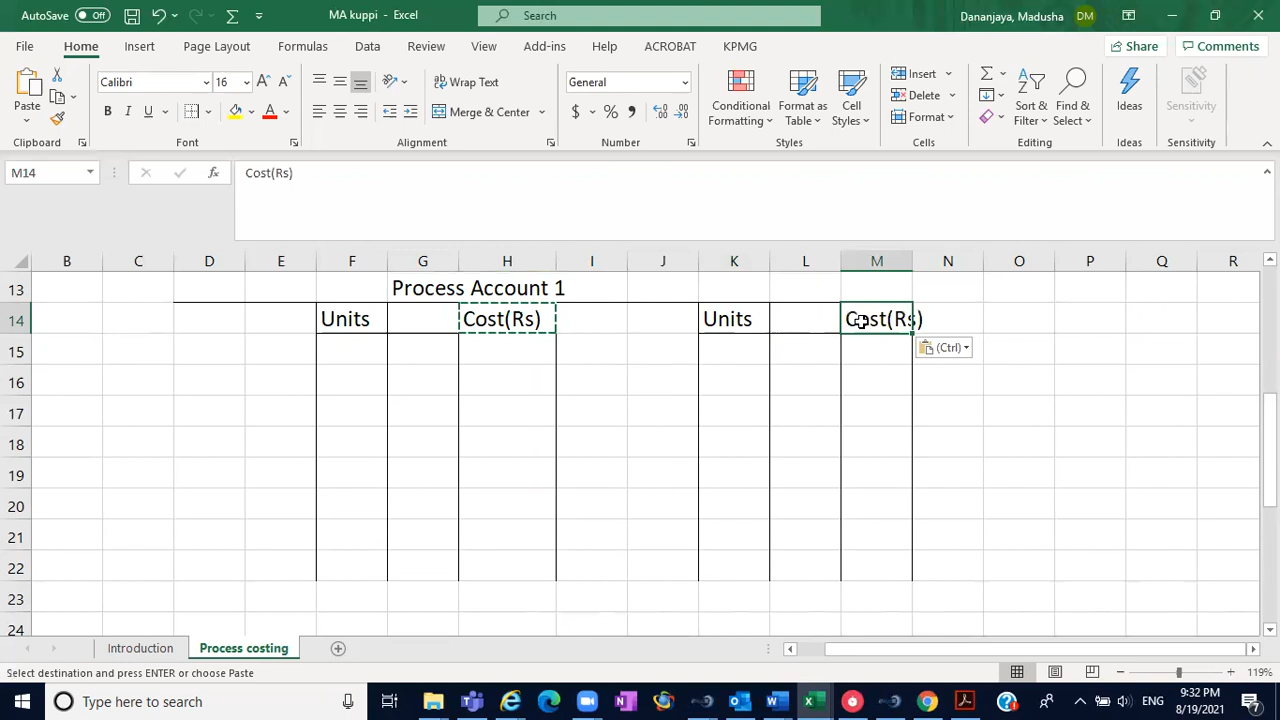 AutoSave Off
MA kuppi - Excel
Search
Dananjaya, Madusha DM
File Home Insert Page Layout Formulas Data Review View Add-ins Help ACROBAT KPMG Share Comments
Paste
Calibri 16
Wrap Text
General
Merge & Center
Conditional Formatting
Format as Table
Cell Styles
Insert
Delete
Format
Sort & Filter
Find & Select
Ideas
Sensitivity
Clipboard Font Alignment Number Styles Cells Editing Ideas Sensitivity
M14 fx Cost(Rs)
B C D E F G H I J K L M N O P Q R
13 Process Account 1
14 Units Cost(Rs) Units Cost(Rs)
15 (Ctrl)
16
17
18
19
20
21
22
23
24
Introduction Process costing
Select destination and press ENTER or choose Paste 119%
Type here to search
ENG
9:32 PM
8/19/2021
7